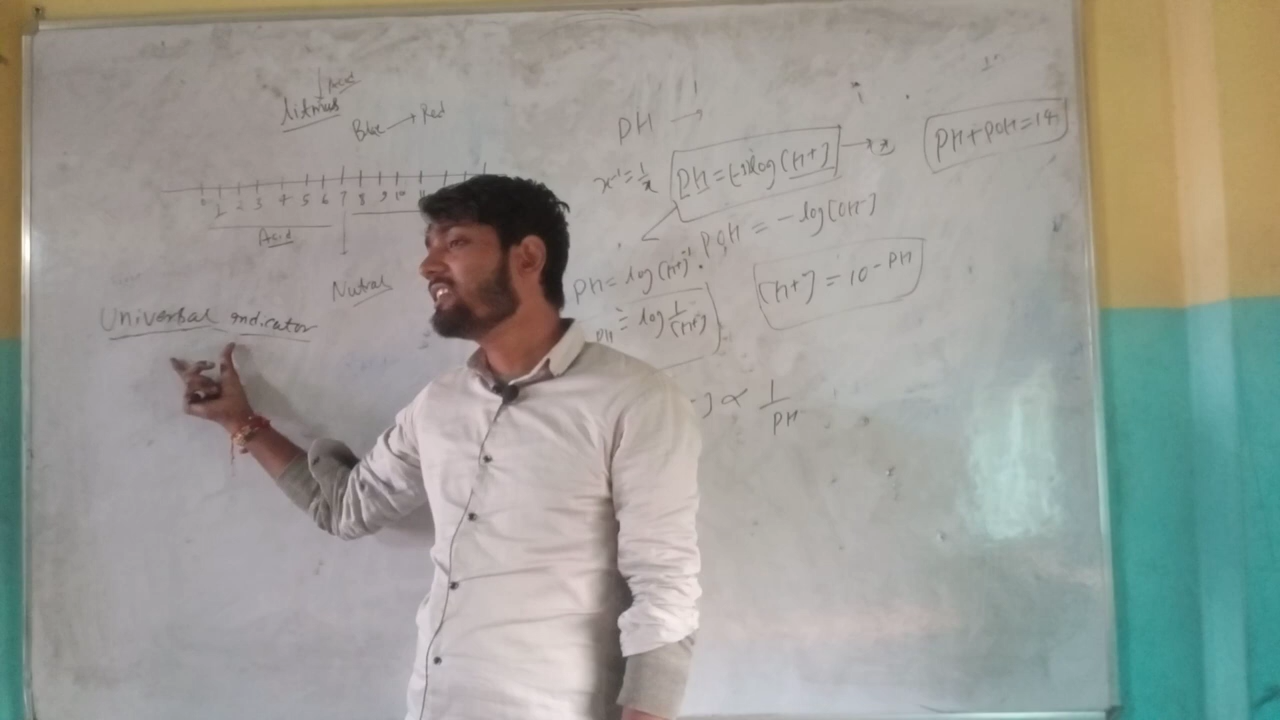 Acid
litmus
Blue → Red
0 1 2 3 4 5 6 7 8 9 10 11
Acid
Nutral
Universal indicator
PH →
x⁻¹ = 1/x
PH = -log[H+] →
PH + POH = 14
POH = -log[OH-]
PH = log[H+]⁻¹
[H+] = 10^-PH
PH = log 1/[H+]
] ∝ 1/PH